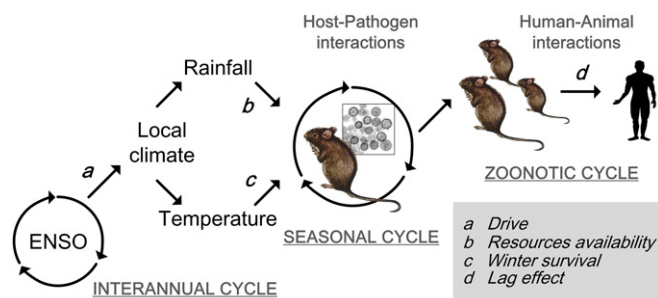 Host-Pathogen
interactions
Human-Animal
interactions
Rainfall
b
d
Local
climate
a
c
ZOONOTIC CYCLE
Temperature
ENSO
SEASONAL CYCLE
INTERANNUAL CYCLE
a Drive
b Resources availability
c Winter survival
d Lag effect